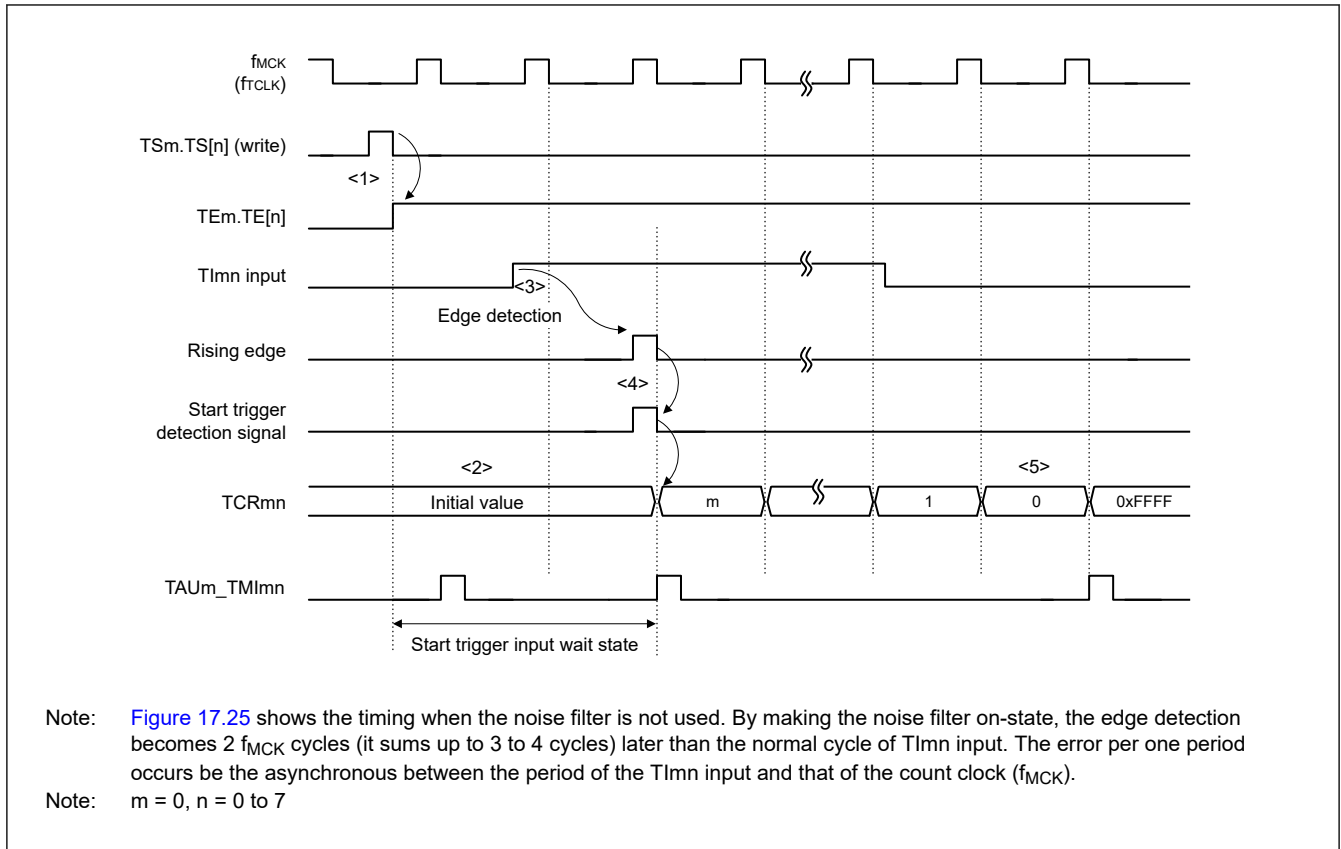 fMCK
(fTCLK)
TSm.TS[n] (write)
<1>
TEm.TE[n]
TImn input
<3>
Edge detection
Rising edge
<4>
Start trigger
detection signal
<2>
<5>
TCRmn
Initial value
m
1
0
0xFFFF
TAUm_TMImn
Start trigger input wait state
Note: Figure 17.25 shows the timing when the noise filter is not used. By making the noise filter on-state, the edge detection
becomes 2 fMCK cycles (it sums up to 3 to 4 cycles) later than the normal cycle of TImn input. The error per one period
occurs be the asynchronous between the period of the TImn input and that of the count clock (fMCK).
Note: m = 0, n = 0 to 7